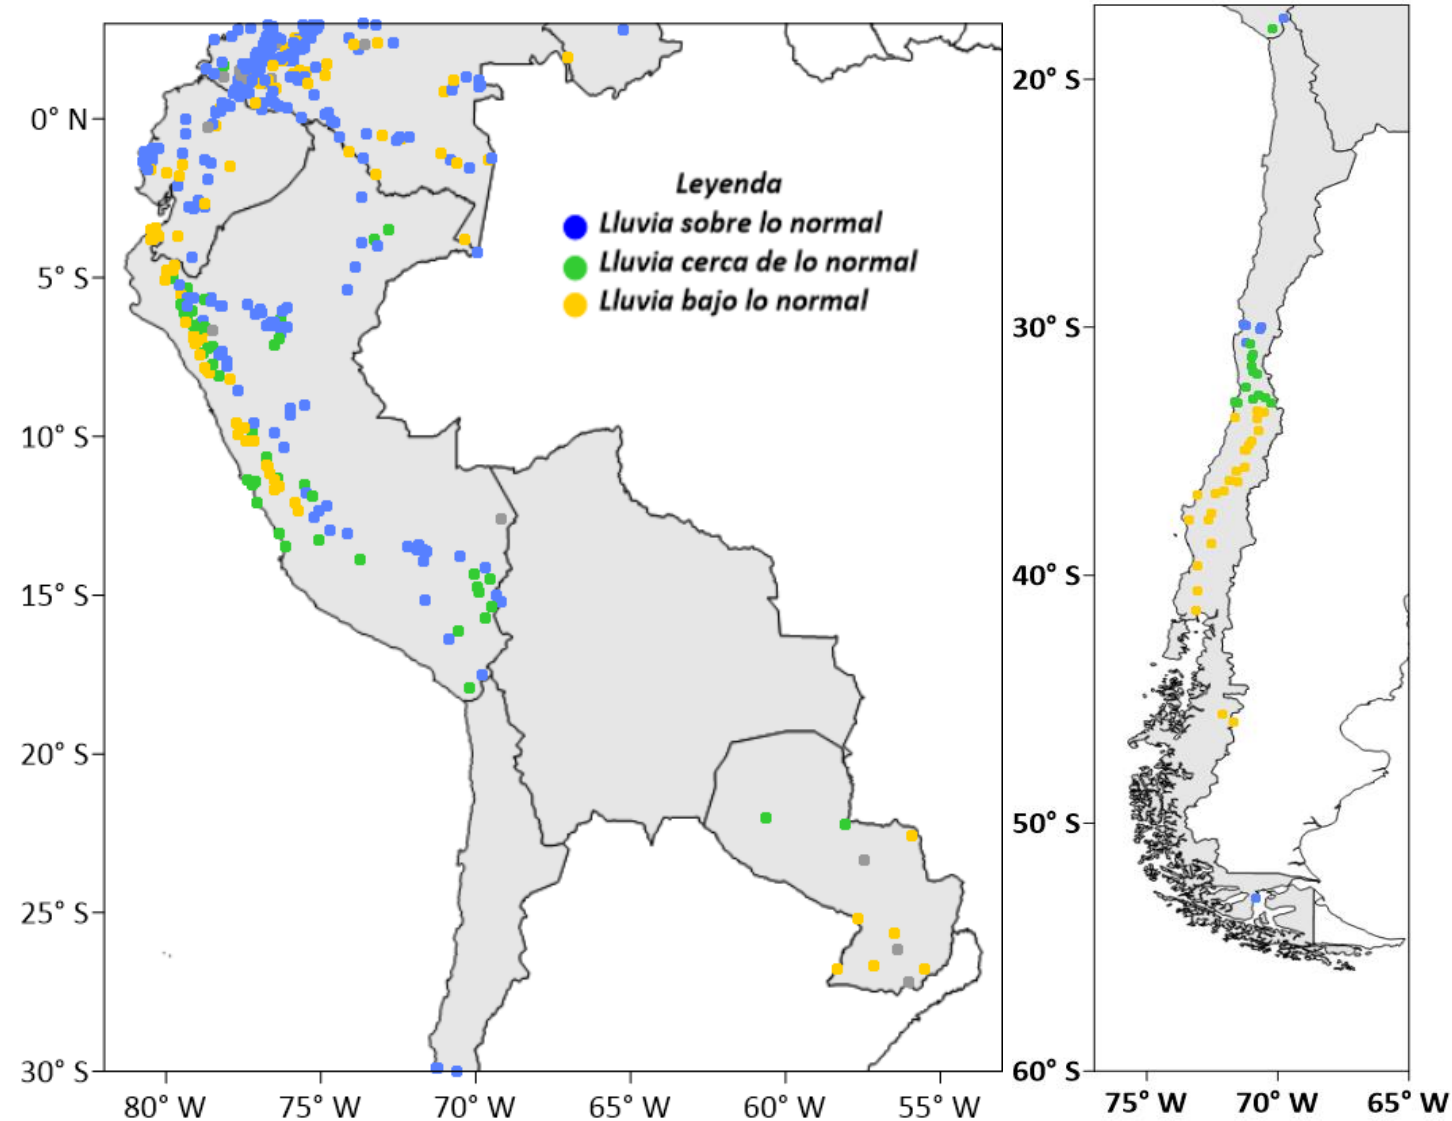 0° N
5° S
10° S
15° S
20° S
25° S
30° S
80° W
75° W
70° W
65° W
60° W
55° W
Leyenda
Lluvia sobre lo normal
Lluvia cerca de lo normal
Lluvia bajo lo normal
20° S
30° S
40° S
50° S
60° S
75° W
70° W
65° W